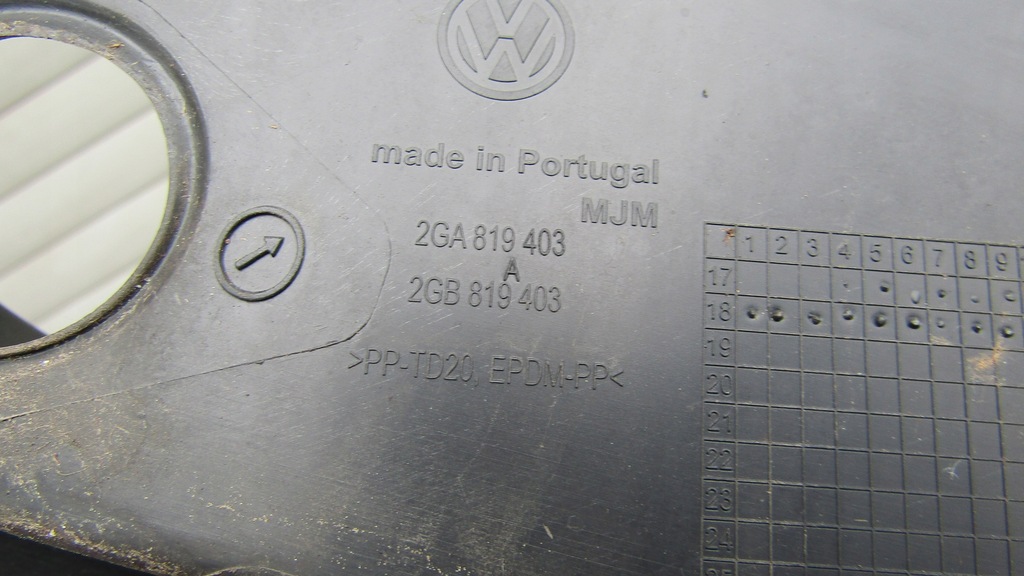 VW
made in Portugal
MJM
2GA 819 403
A
2GB 819 403
>PP-TD20, EPDM-PP<
1 2 3 4 5 6 7 8 9
17
18
19
20
21
22
23
24